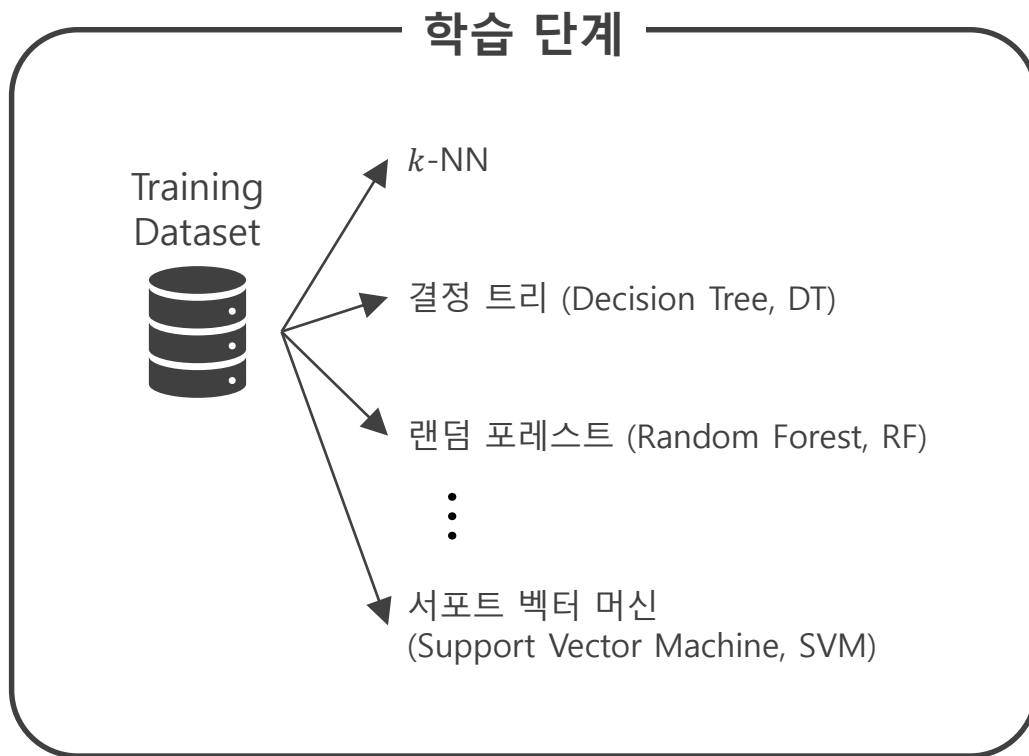 학습 단계
Training
Dataset
k-NN
결정 트리 (Decision Tree, DT)
랜덤 포레스트 (Random Forest, RF)
서포트 벡터 머신
(Support Vector Machine, SVM)